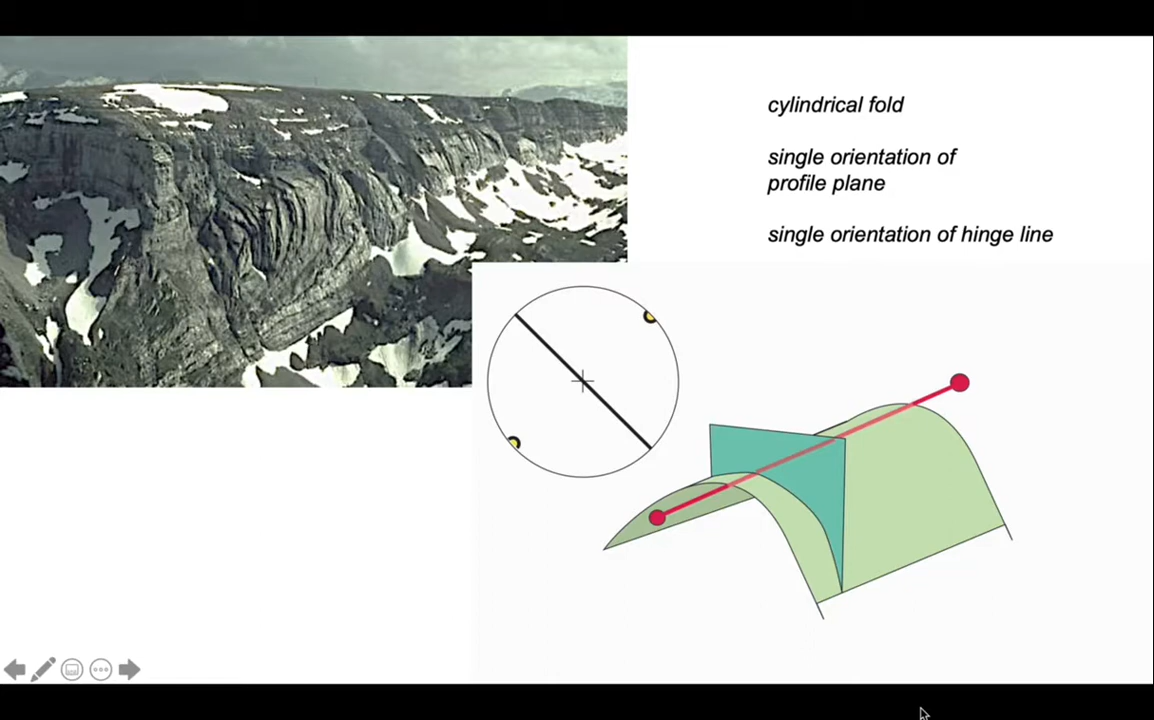 cylindrical fold
single orientation of
profile plane
single orientation of hinge line